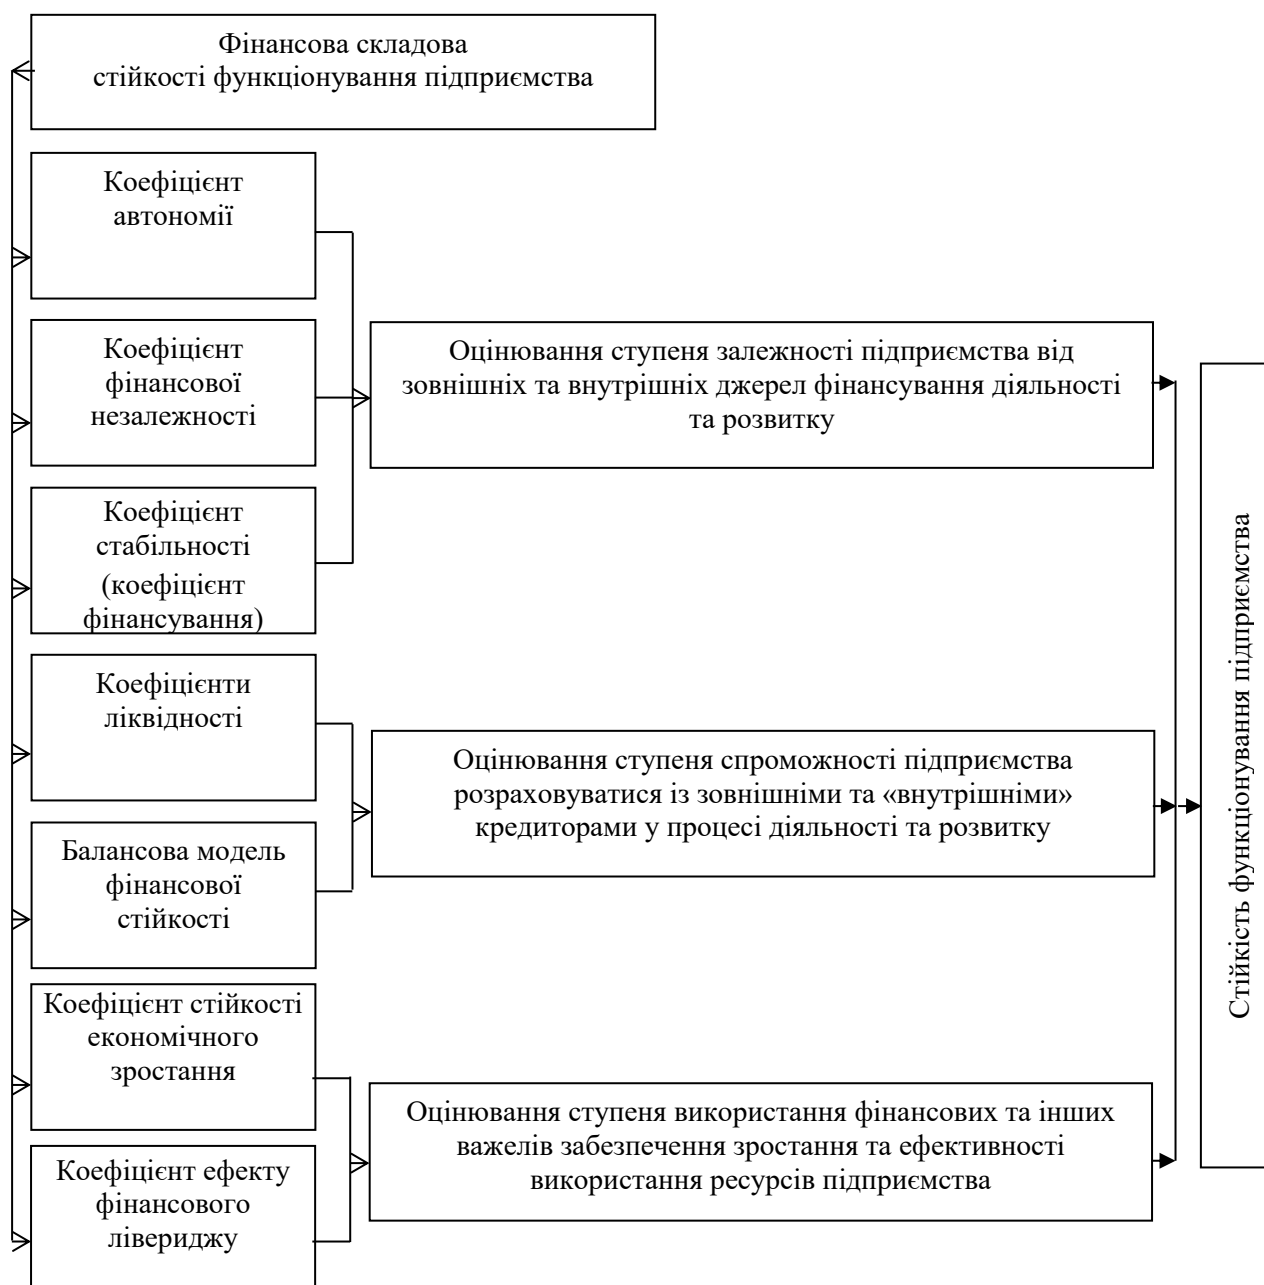 Фінансова складова
стійкості функціонування підприємства
Коефіцієнт
автономії
Коефіцієнт
фінансової
незалежності
Коефіцієнт
стабільності
(коефіцієнт
фінансування)
Коефіцієнти
ліквідності
Балансова модель
фінансової
стійкості
Коефіцієнт стійкості
економічного
зростання
Коефіцієнт ефекту
фінансового
лівериджу
Оцінювання ступеня залежності підприємства від
зовнішніх та внутрішніх джерел фінансування діяльності
та розвитку
Оцінювання ступеня спроможності підприємства
розраховуватися із зовнішніми та «внутрішніми»
кредиторами у процесі діяльності та розвитку
Оцінювання ступеня використання фінансових та інших
важелів забезпечення зростання та ефективності
використання ресурсів підприємства
Стійкість функціонування підприємства